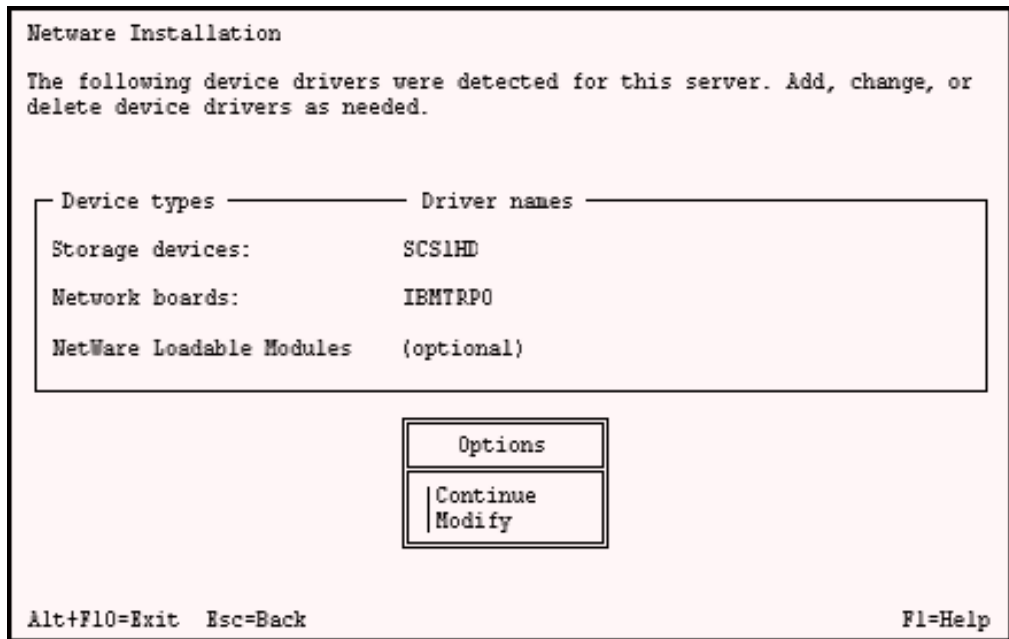 Netware Installation
The following device drivers were detected for this server. Add, change, or
delete device drivers as needed.
Device types Driver names
Storage devices: SCS1HD
Network boards: IBMTRPO
NetWare Loadable Modules (optional)
Options
Continue
Modify
Alt+F10=Exit Esc=Back F1=Help